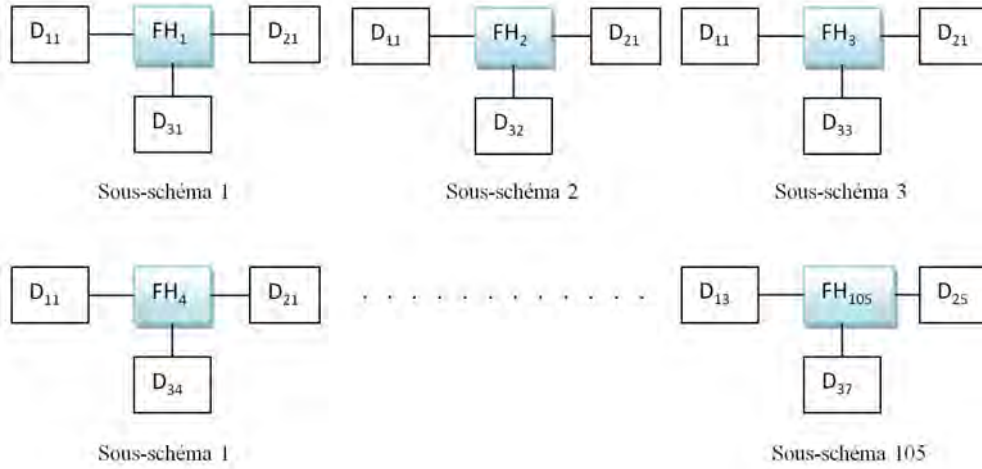 D11 FH1 D21 D11 FH2 D21 D11 FH3 D21
D31 D32 D33
Sous-schéma 1 Sous-schéma 2 Sous-schéma 3
D11 FH4 D21 . . . . . . . . . . . . D13 FH105 D25
D34 D37
Sous-schéma 1 Sous-schéma 105